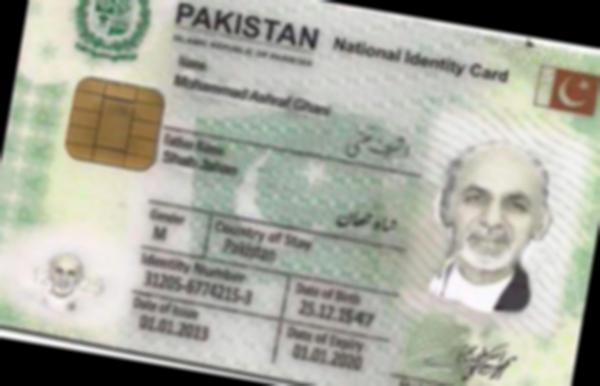 PAKISTAN National Identity Card
ISLAMIC REPUBLIC OF PAKISTAN
Name
Muhammad Ashraf Ghani
اشرف غنی
Father Name
Shah Jahan
شاہ جهان
Gender
M
Country of Stay
Pakistan
Identity Number
31205-6774215-3
Date of Birth
25.12.1547
Date of Issue
01.01.2013
Date of Expiry
01.01.2020